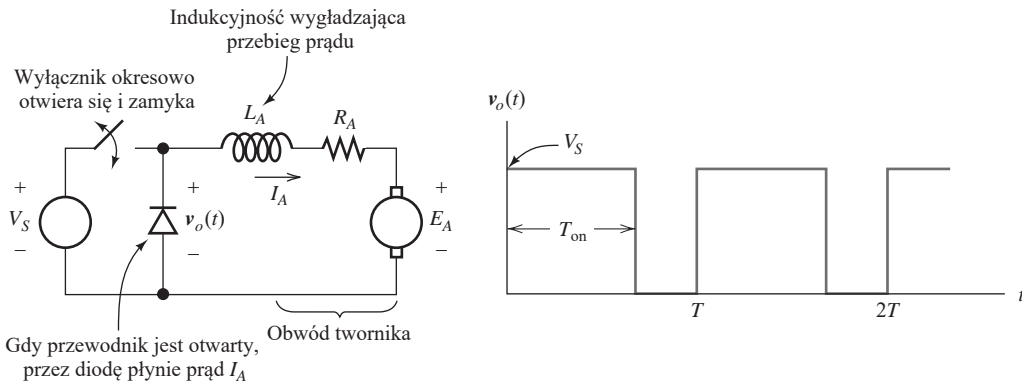 Indukcyjność wygładzająca
przebieg prądu
Wyłącznik okresowo
otwiera się i zamyka
L_A
R_A
v_o(t)
V_S
+
+
+
I_A
V_S
v_o(t)
E_A
T_on
−
−
−
T
2T
t
Obwód twornika
Gdy przewodnik jest otwarty,
przez diodę płynie prąd I_A